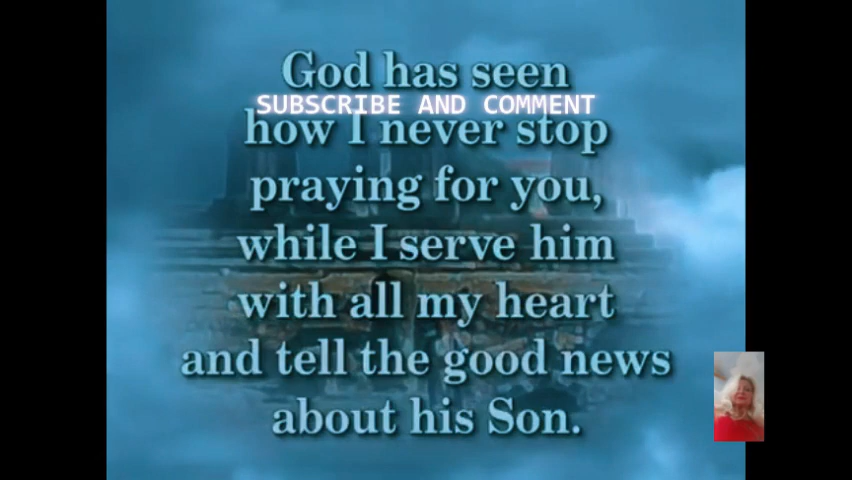 God has seen
SUBSCRIBE AND COMMENT
how I never stop
praying for you,
while I serve him
with all my heart
and tell the good news
about his Son.